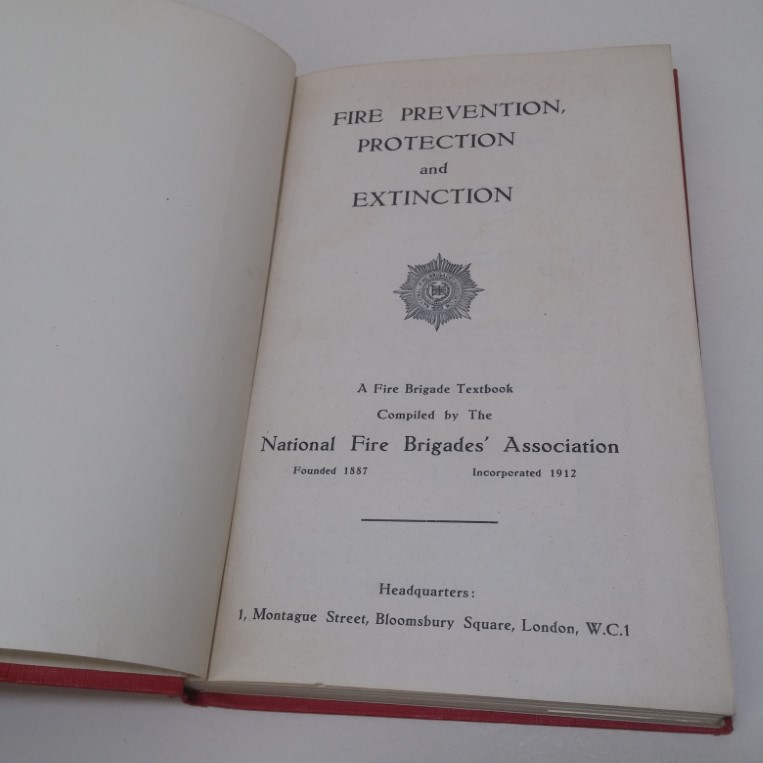 FIRE PREVENTION,
PROTECTION
and
EXTINCTION
A Fire Brigade Textbook
Compiled by The
National Fire Brigades' Association
Founded 1887 Incorporated 1912
Headquarters:
1, Montague Street, Bloomsbury Square, London, W.C.1